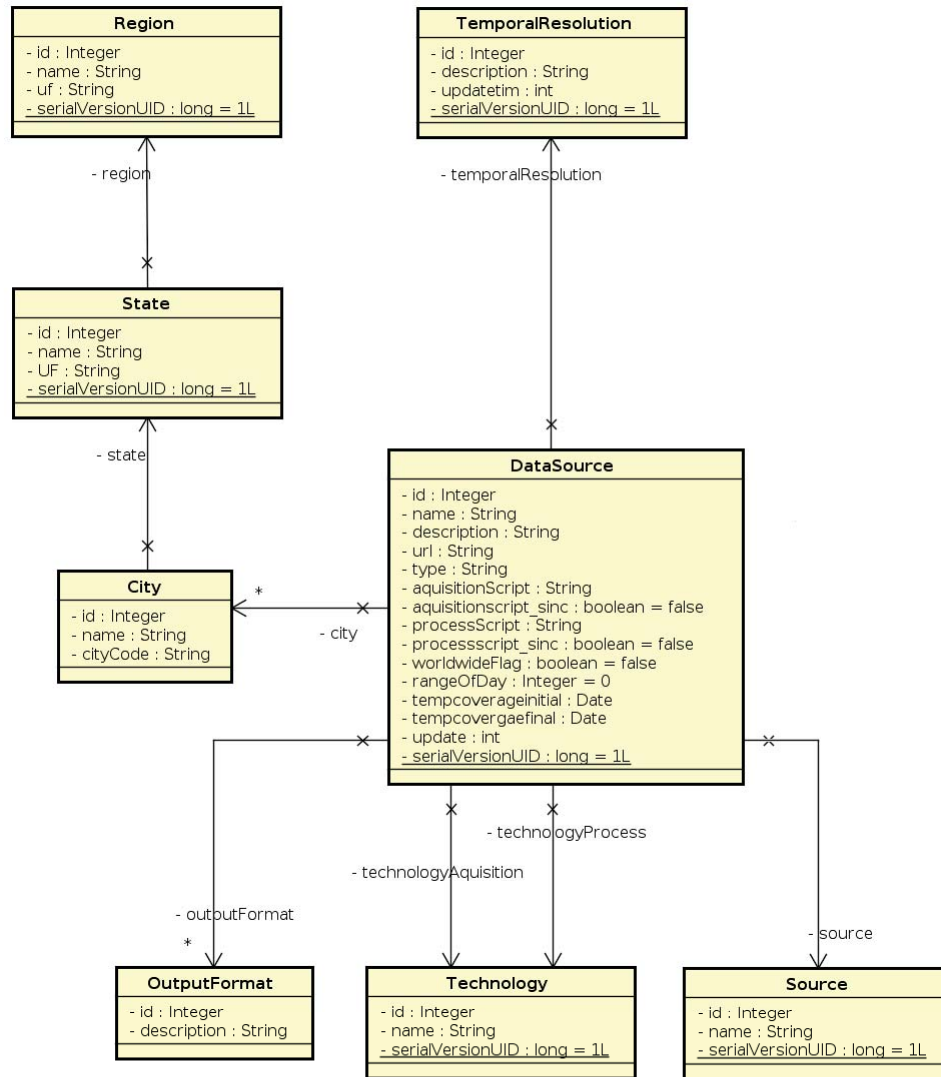 Region
- id : Integer
- name : String
- uf : String
- serialVersionUID : long = 1L
TemporalResolution
- id : Integer
- description : String
- updatetim : int
- serialVersionUID : long = 1L
- region
- temporalResolution
State
- id : Integer
- name : String
- UF : String
- serialVersionUID : long = 1L
- state
DataSource
- id : Integer
- name : String
- description : String
- url : String
- type : String
- aquisitionScript : String
- aquisitionscript_sinc : boolean = false
- processScript : String
- processscript_sinc : boolean = false
- worldwideFlag : boolean = false
- rangeOfDay : Integer = 0
- tempcoverageinitial : Date
- tempcovergaefinal : Date
- update : int
- serialVersionUID : long = 1L
City
- id : Integer
- name : String
- cityCode : String
*
- city
- technologyProcess
- technologyAquisition
- outputFormat
*
- source
OutputFormat
- id : Integer
- description : String
Technology
- id : Integer
- name : String
- serialVersionUID : long = 1L
Source
- id : Integer
- name : String
- serialVersionUID : long = 1L